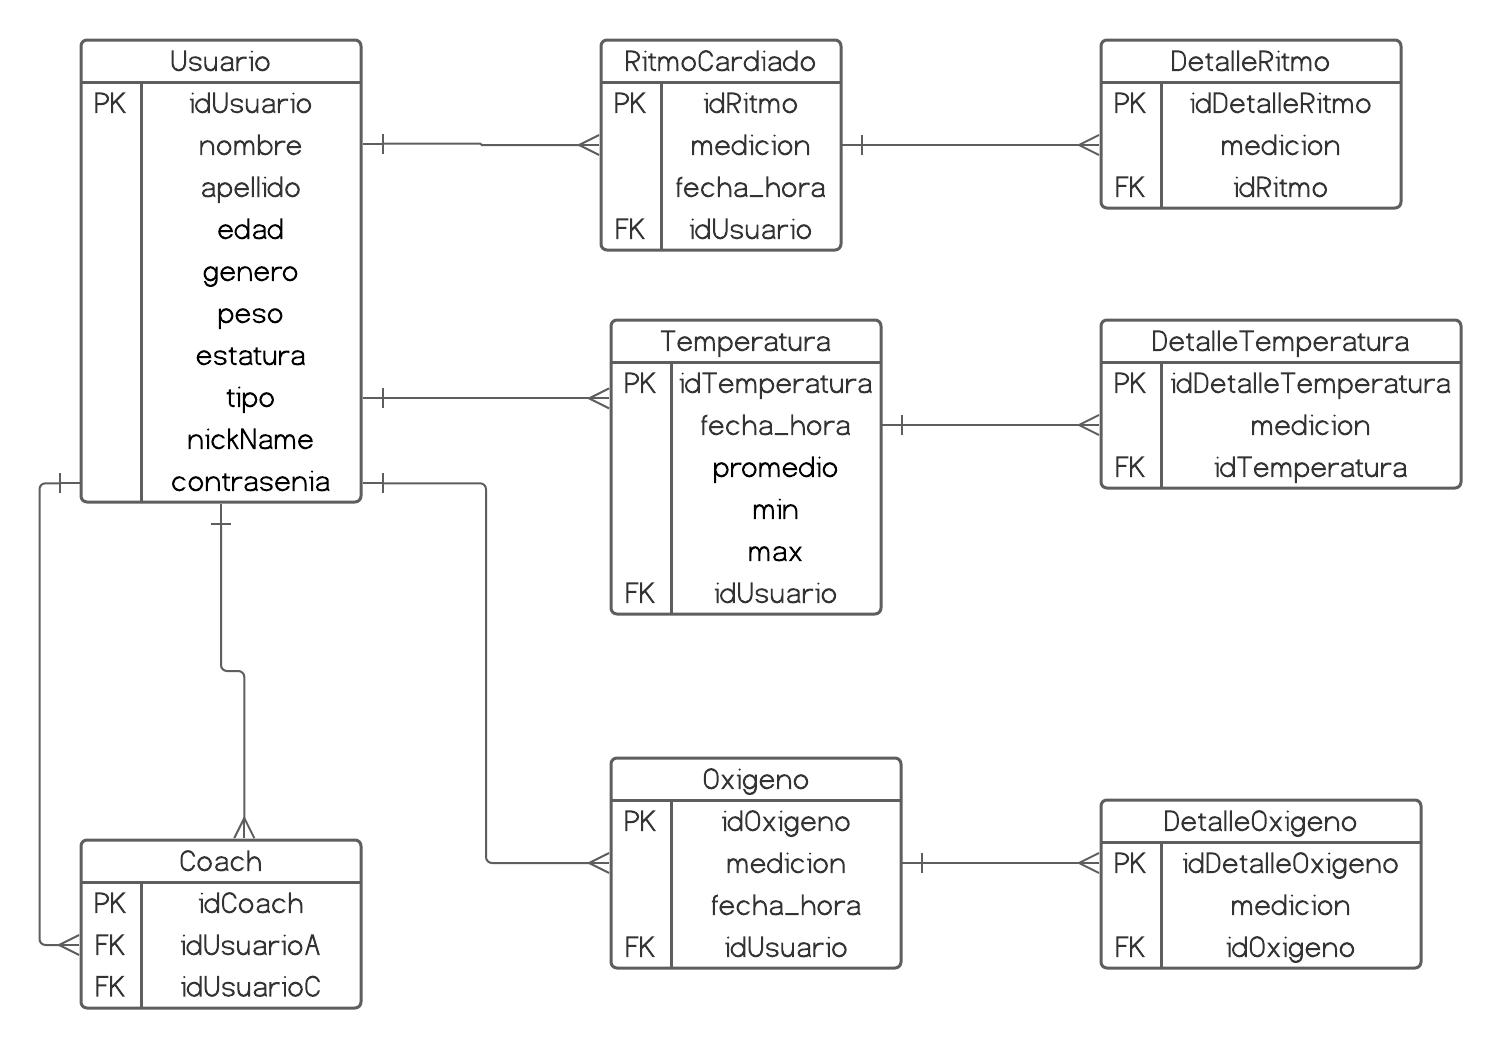 Usuario
PK idUsuario
nombre
apellido
edad
genero
peso
estatura
tipo
nickName
contrasenia
RitmoCardiado
PK idRitmo
medicion
fecha_hora
FK idUsuario
DetalleRitmo
PK idDetalleRitmo
medicion
FK idRitmo
Temperatura
PK idTemperatura
fecha_hora
promedio
min
max
FK idUsuario
DetalleTemperatura
PK idDetalleTemperatura
medicion
FK idTemperatura
Coach
PK idCoach
FK idUsuarioA
FK idUsuarioC
Oxigeno
PK idOxigeno
medicion
fecha_hora
FK idUsuario
DetalleOxigeno
PK idDetalleOxigeno
medicion
FK idOxigeno